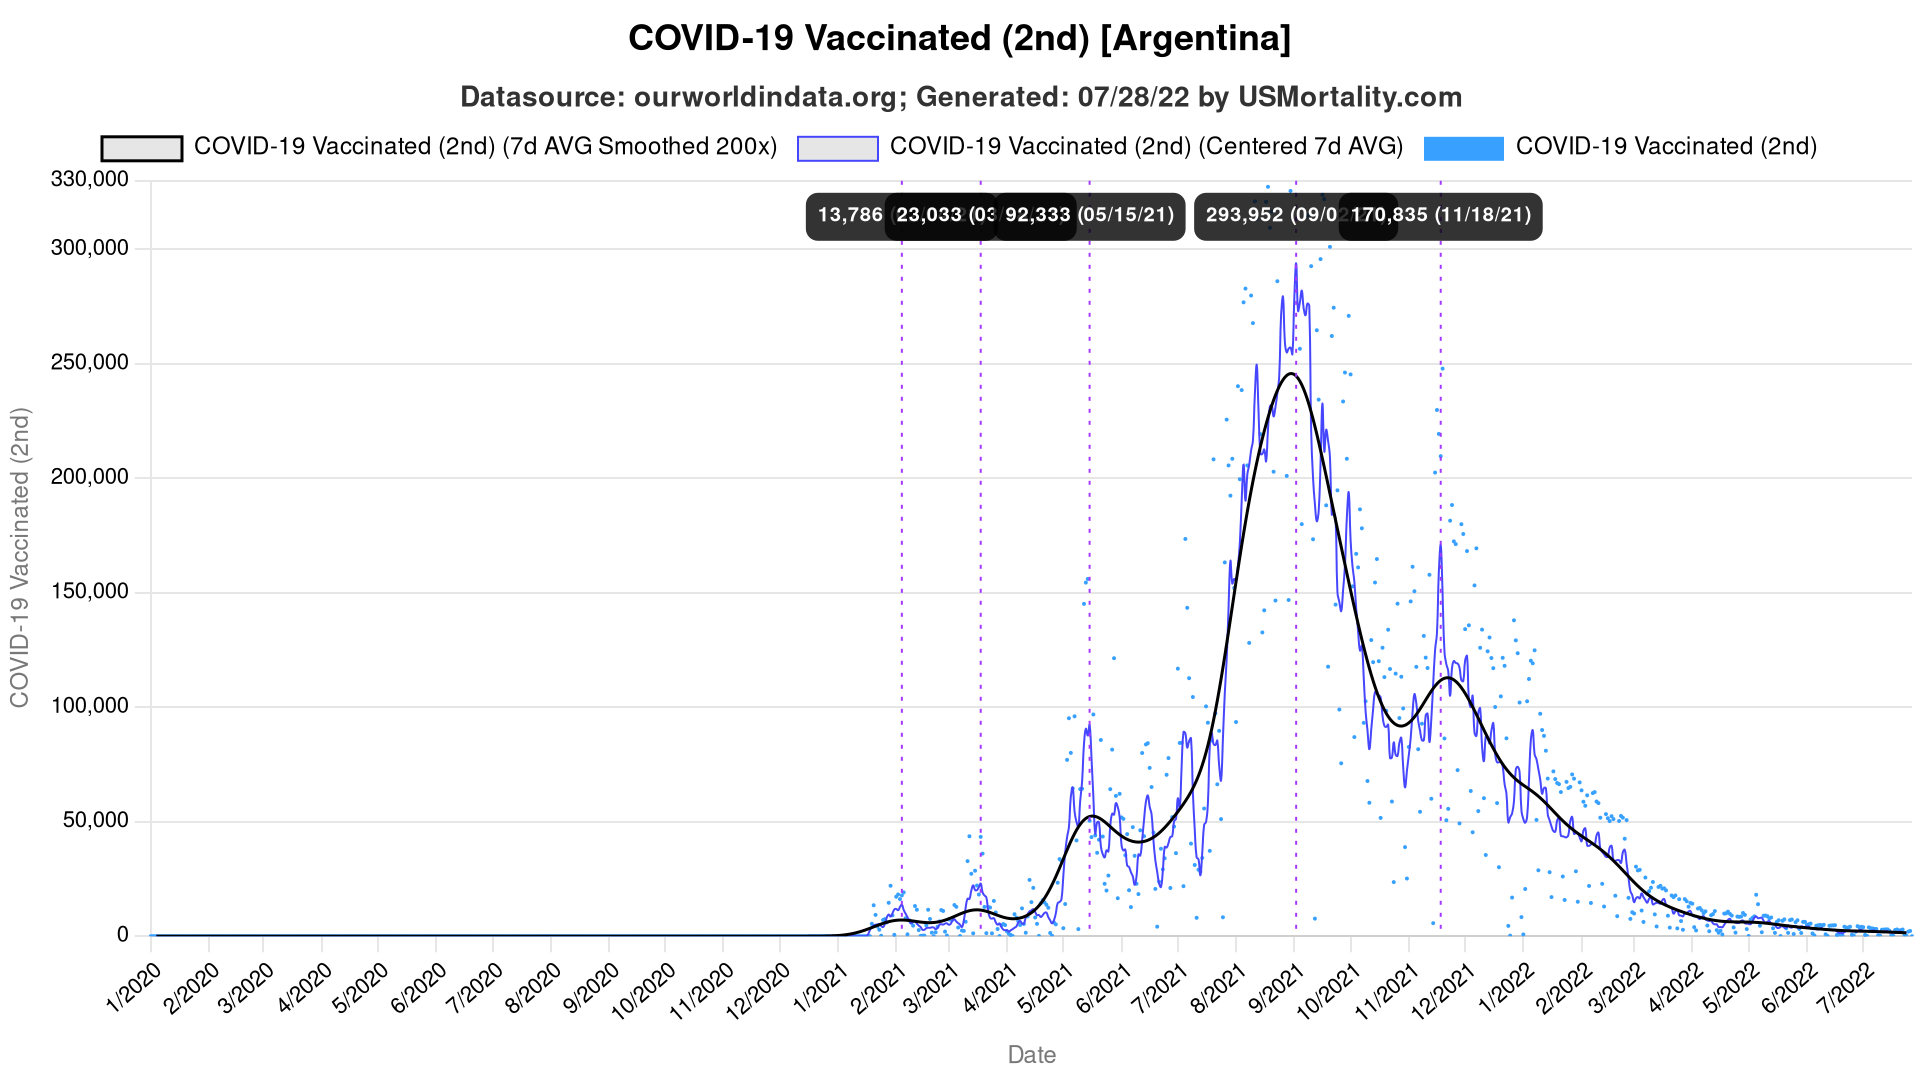 COVID-19 Vaccinated (2nd) [Argentina]
Datasource: ourworldindata.org; Generated: 07/28/22 by USMortality.com
COVID-19 Vaccinated (2nd) (7d AVG Smoothed 200x) COVID-19 Vaccinated (2nd) (Centered 7d AVG) COVID-19 Vaccinated (2nd)
13,786 23,033 (03 92,333 (05/15/21) 293,952 (09/0 170,835 (11/18/21)
330,000
300,000
250,000
200,000
150,000
100,000
50,000
0
COVID-19 Vaccinated (2nd)
1/2020 2/2020 3/2020 4/2020 5/2020 6/2020 7/2020 8/2020 9/2020 10/2020 11/2020 12/2020 1/2021 2/2021 3/2021 4/2021 5/2021 6/2021 7/2021 8/2021 9/2021 10/2021 11/2021 12/2021 1/2022 2/2022 3/2022 4/2022 5/2022 6/2022 7/2022
Date